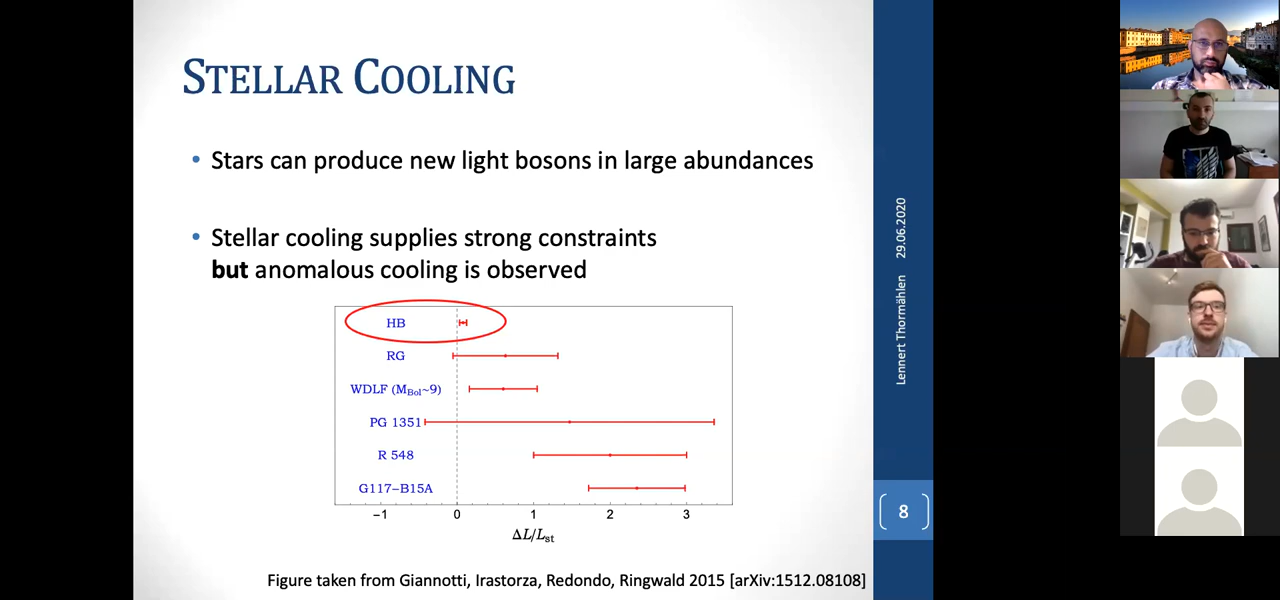 STELLAR COOLING
• Stars can produce new light bosons in large abundances
• Stellar cooling supplies strong constraints
but anomalous cooling is observed
HB
RG
WDLF (M_Bol~9)
PG 1351
R 548
G117−B15A
−1 0 1 2 3
ΔL/L_st
Figure taken from Giannotti, Irastorza, Redondo, Ringwald 2015 [arXiv:1512.08108]
Lennert Thormählen 29.06.2020
8